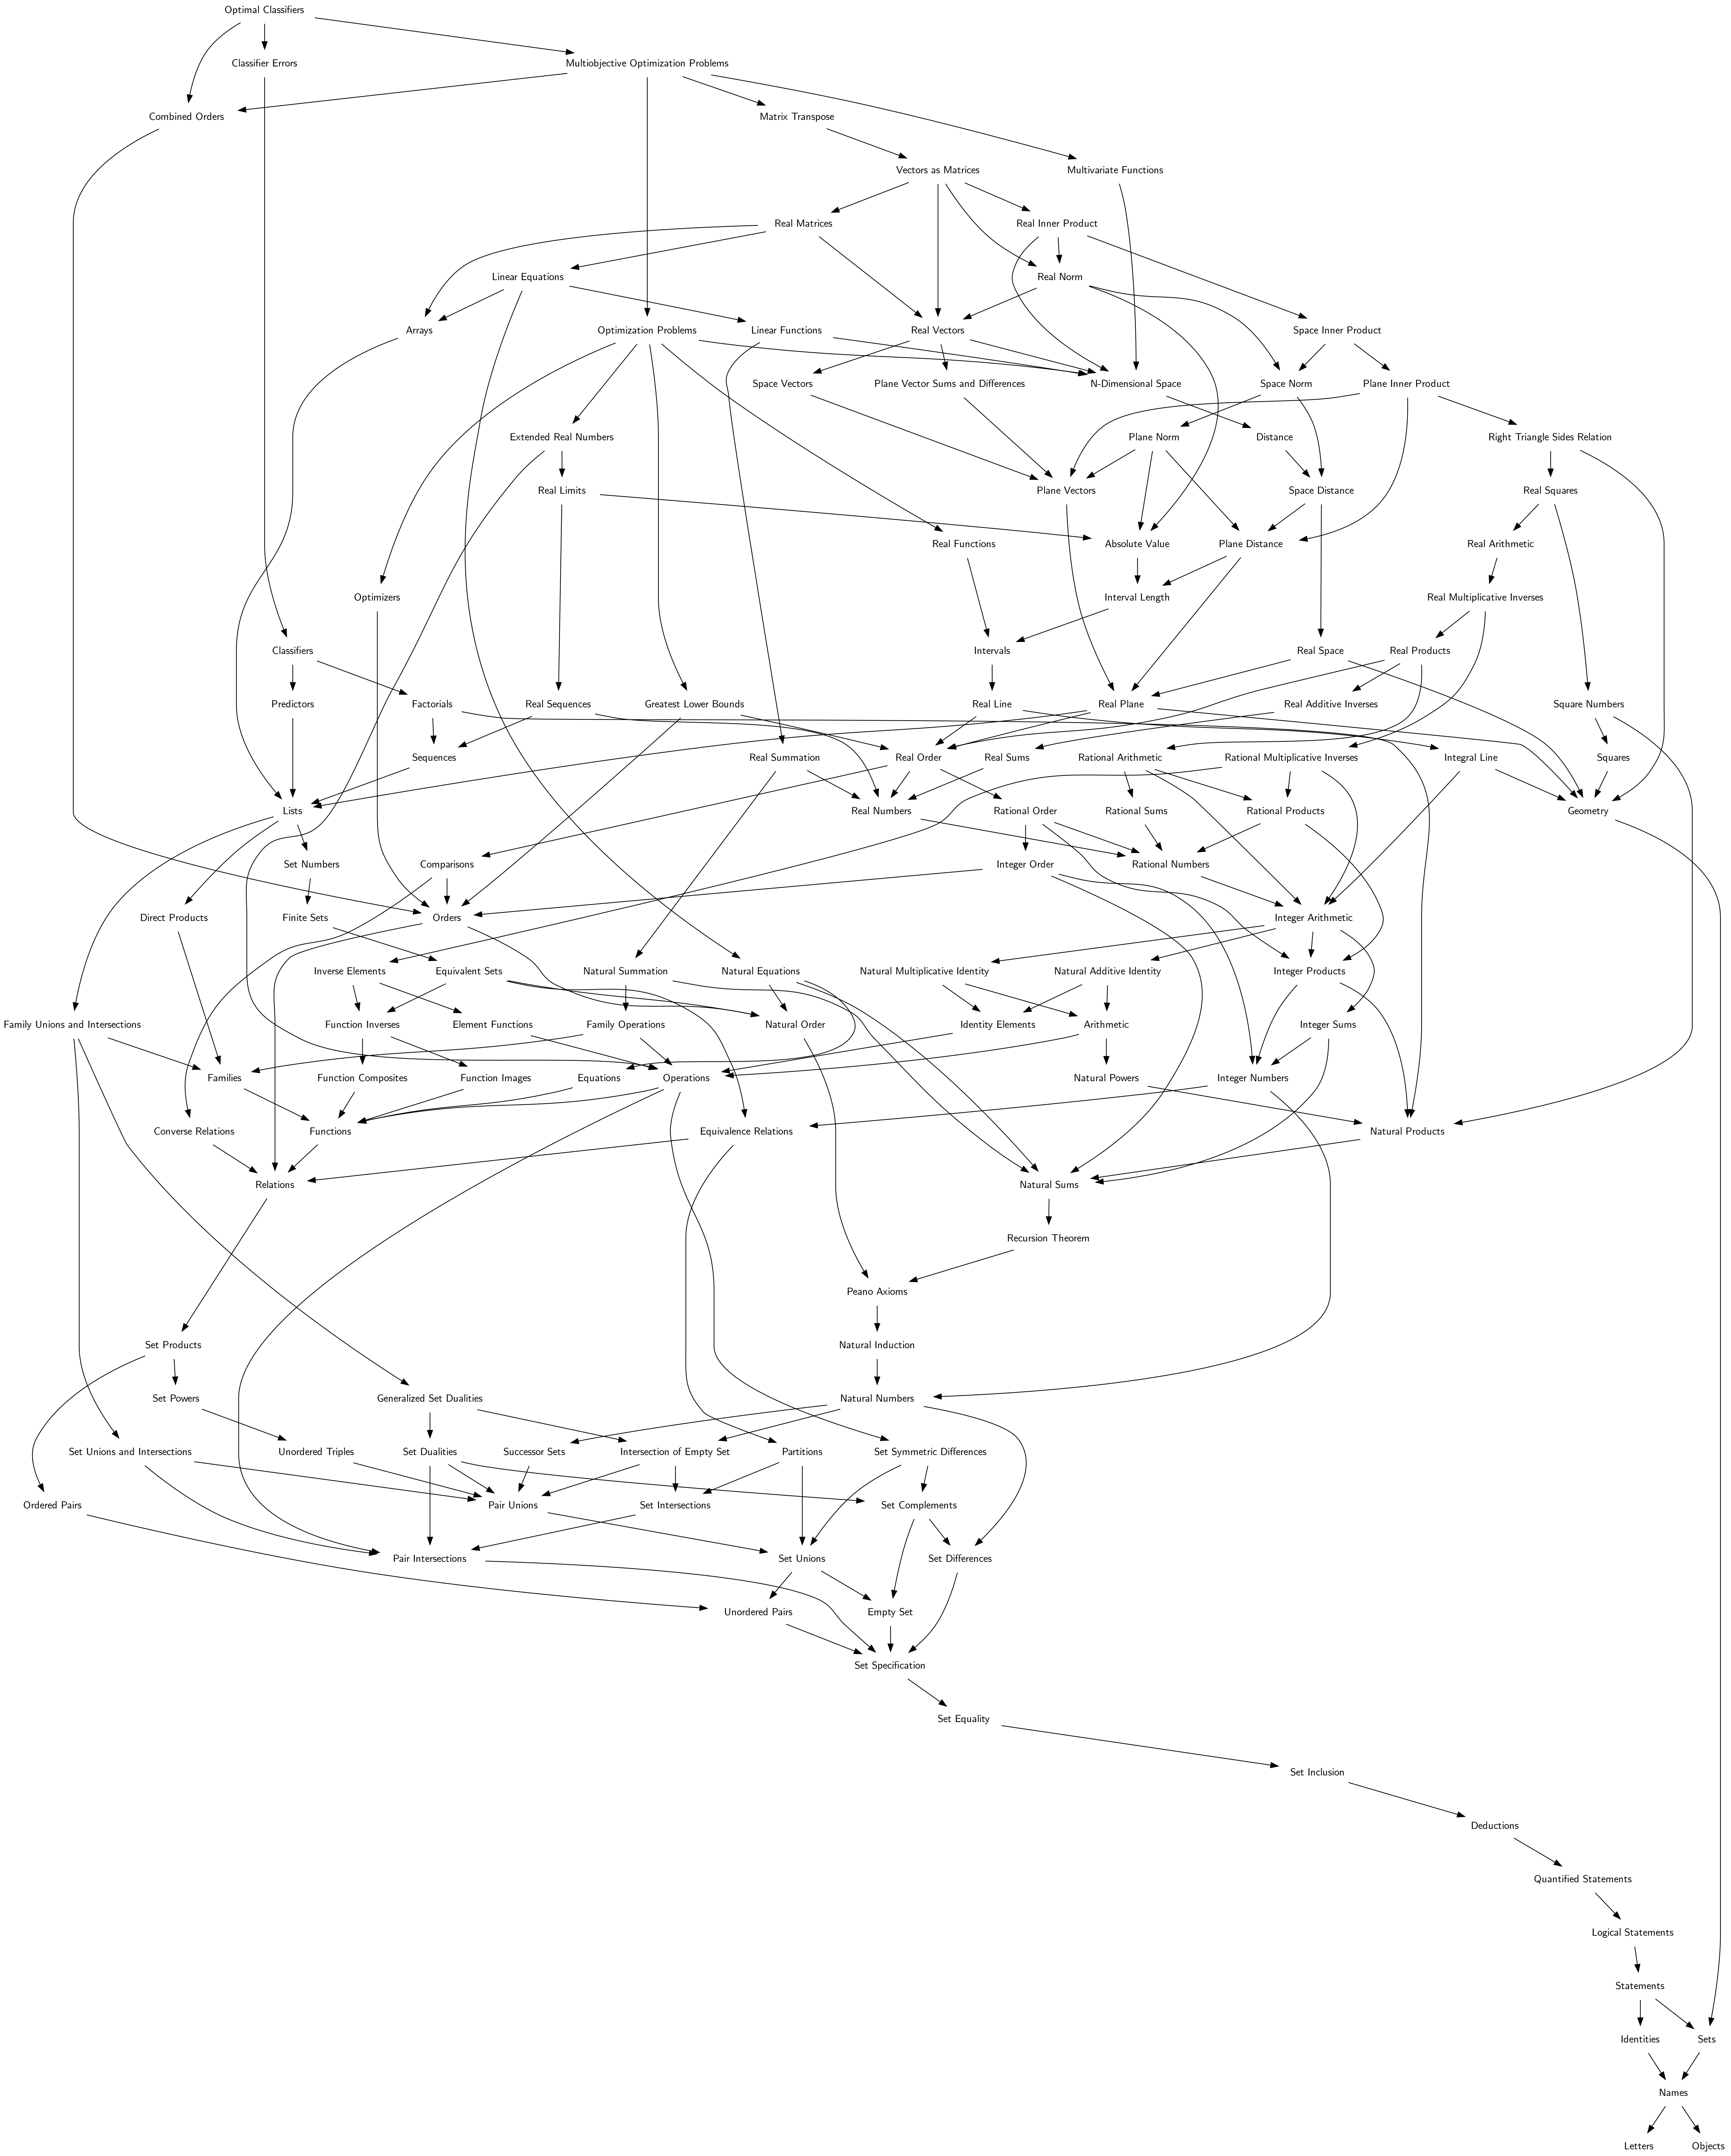 Optimal Classifiers
Classifier Errors
Multiobjective Optimization Problems
Combined Orders
Matrix Transpose
Vectors as Matrices
Multivariate Functions
Real Matrices
Real Inner Product
Linear Equations
Real Norm
Arrays
Optimization Problems
Linear Functions
Real Vectors
Space Inner Product
Space Vectors
Plane Vector Sums and Differences
N-Dimensional Space
Space Norm
Plane Inner Product
Extended Real Numbers
Plane Norm
Distance
Right Triangle Sides Relation
Real Limits
Plane Vectors
Space Distance
Real Squares
Real Functions
Absolute Value
Plane Distance
Real Arithmetic
Optimizers
Interval Length
Real Multiplicative Inverses
Classifiers
Intervals
Real Space
Real Products
Predictors
Factorials
Real Sequences
Greatest Lower Bounds
Real Line
Real Plane
Real Additive Inverses
Square Numbers
Sequences
Real Summation
Real Order
Real Sums
Rational Arithmetic
Rational Multiplicative Inverses
Integral Line
Squares
Lists
Real Numbers
Rational Order
Rational Sums
Rational Products
Geometry
Set Numbers
Comparisons
Integer Order
Rational Numbers
Direct Products
Finite Sets
Orders
Integer Arithmetic
Inverse Elements
Equivalent Sets
Natural Summation
Natural Equations
Natural Multiplicative Identity
Natural Additive Identity
Integer Products
Family Unions and Intersections
Function Inverses
Element Functions
Family Operations
Natural Order
Identity Elements
Arithmetic
Integer Sums
Families
Function Composites
Function Images
Equations
Operations
Natural Powers
Integer Numbers
Converse Relations
Functions
Equivalence Relations
Natural Products
Relations
Natural Sums
Recursion Theorem
Peano Axioms
Set Products
Natural Induction
Set Powers
Generalized Set Dualities
Natural Numbers
Set Unions and Intersections
Unordered Triples
Set Dualities
Successor Sets
Intersection of Empty Set
Partitions
Set Symmetric Differences
Ordered Pairs
Pair Unions
Set Intersections
Set Complements
Pair Intersections
Set Unions
Set Differences
Unordered Pairs
Empty Set
Set Specification
Set Equality
Set Inclusion
Deductions
Quantified Statements
Logical Statements
Statements
Identities
Sets
Names
Letters
Objects